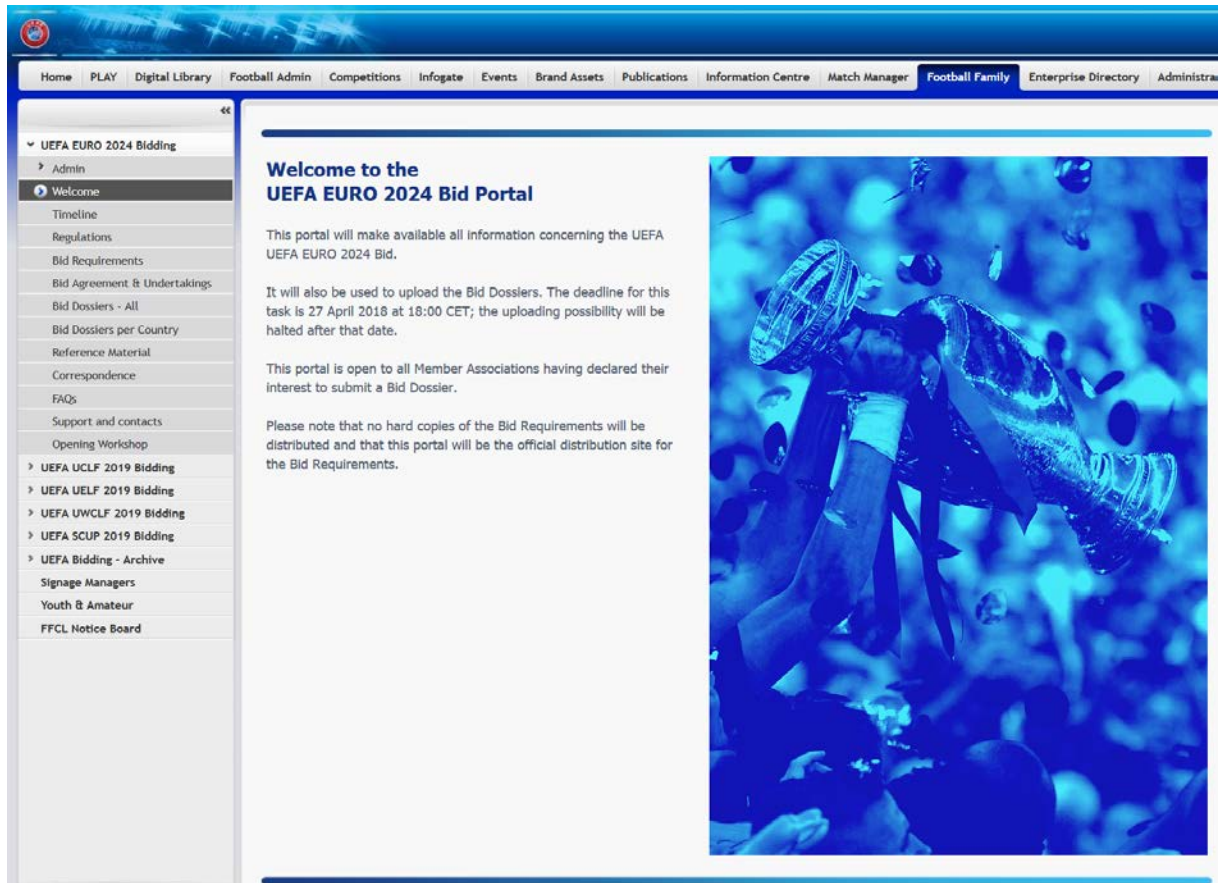 Home PLAY Digital Library Football Admin Competitions Infogate Events Brand Assets Publications Information Centre Match Manager Football Family Enterprise Directory
UEFA EURO 2024 Bidding
Admin
Welcome
Timeline
Regulations
Bid Requirements
Bid Agreement & Undertakings
Bid Dossiers - All
Bid Dossiers per Country
Reference Material
Correspondence
FAQs
Support and contacts
Opening Workshop
UEFA UCLF 2019 Bidding
UEFA UELF 2019 Bidding
UEFA UWCLF 2019 Bidding
UEFA SCUP 2019 Bidding
UEFA Bidding - Archive
Signage Managers
Youth & Amateur
FFCL Notice Board
Welcome to the
UEFA EURO 2024 Bid Portal
This portal will make available all information concerning the UEFA
UEFA EURO 2024 Bid.
It will also be used to upload the Bid Dossiers. The deadline for this
task is 27 April 2018 at 18:00 CET; the uploading possibility will be
halted after that date.
This portal is open to all Member Associations having declared their
interest to submit a Bid Dossier.
Please note that no hard copies of the Bid Requirements will be
distributed and that this portal will be the official distribution site for
the Bid Requirements.